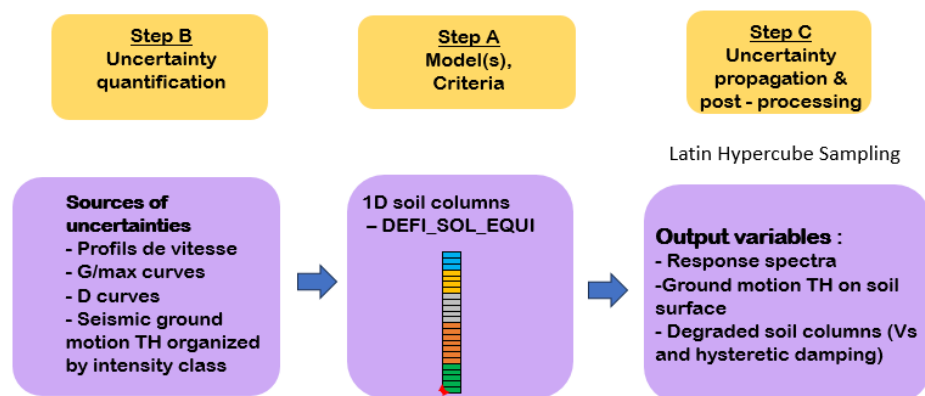 Step B
Uncertainty
quantification
Step A
Model(s),
Criteria
Step C
Uncertainty
propagation &
post - processing
Latin Hypercube Sampling
Sources of
uncertainties
- Profils de vitesse
- G/max curves
- D curves
- Seismic ground
motion TH organized
by intensity class
1D soil columns
– DEFI_SOL_EQUI
Output variables :
- Response spectra
-Ground motion TH on soil
surface
- Degraded soil columns (Vs
and hysteretic damping)